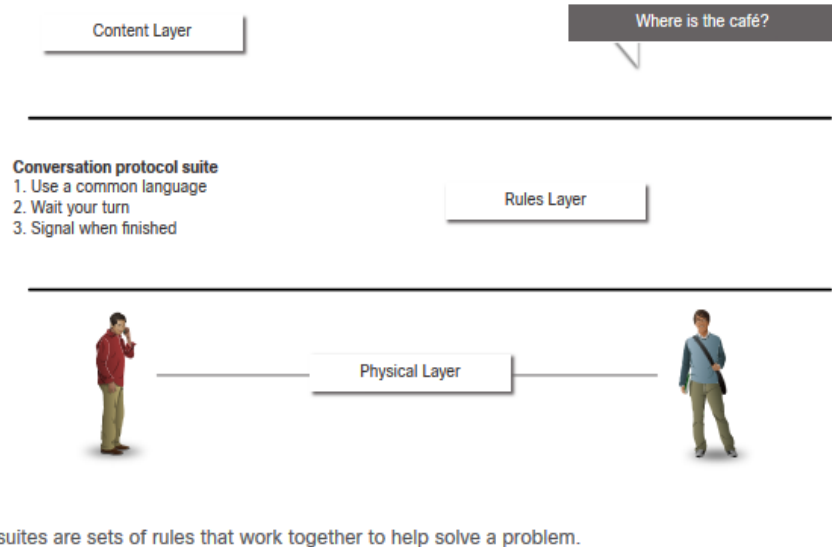 Content Layer
Where is the café?
Conversation protocol suite
1. Use a common language
2. Wait your turn
3. Signal when finished
Rules Layer
Physical Layer
suites are sets of rules that work together to help solve a problem.